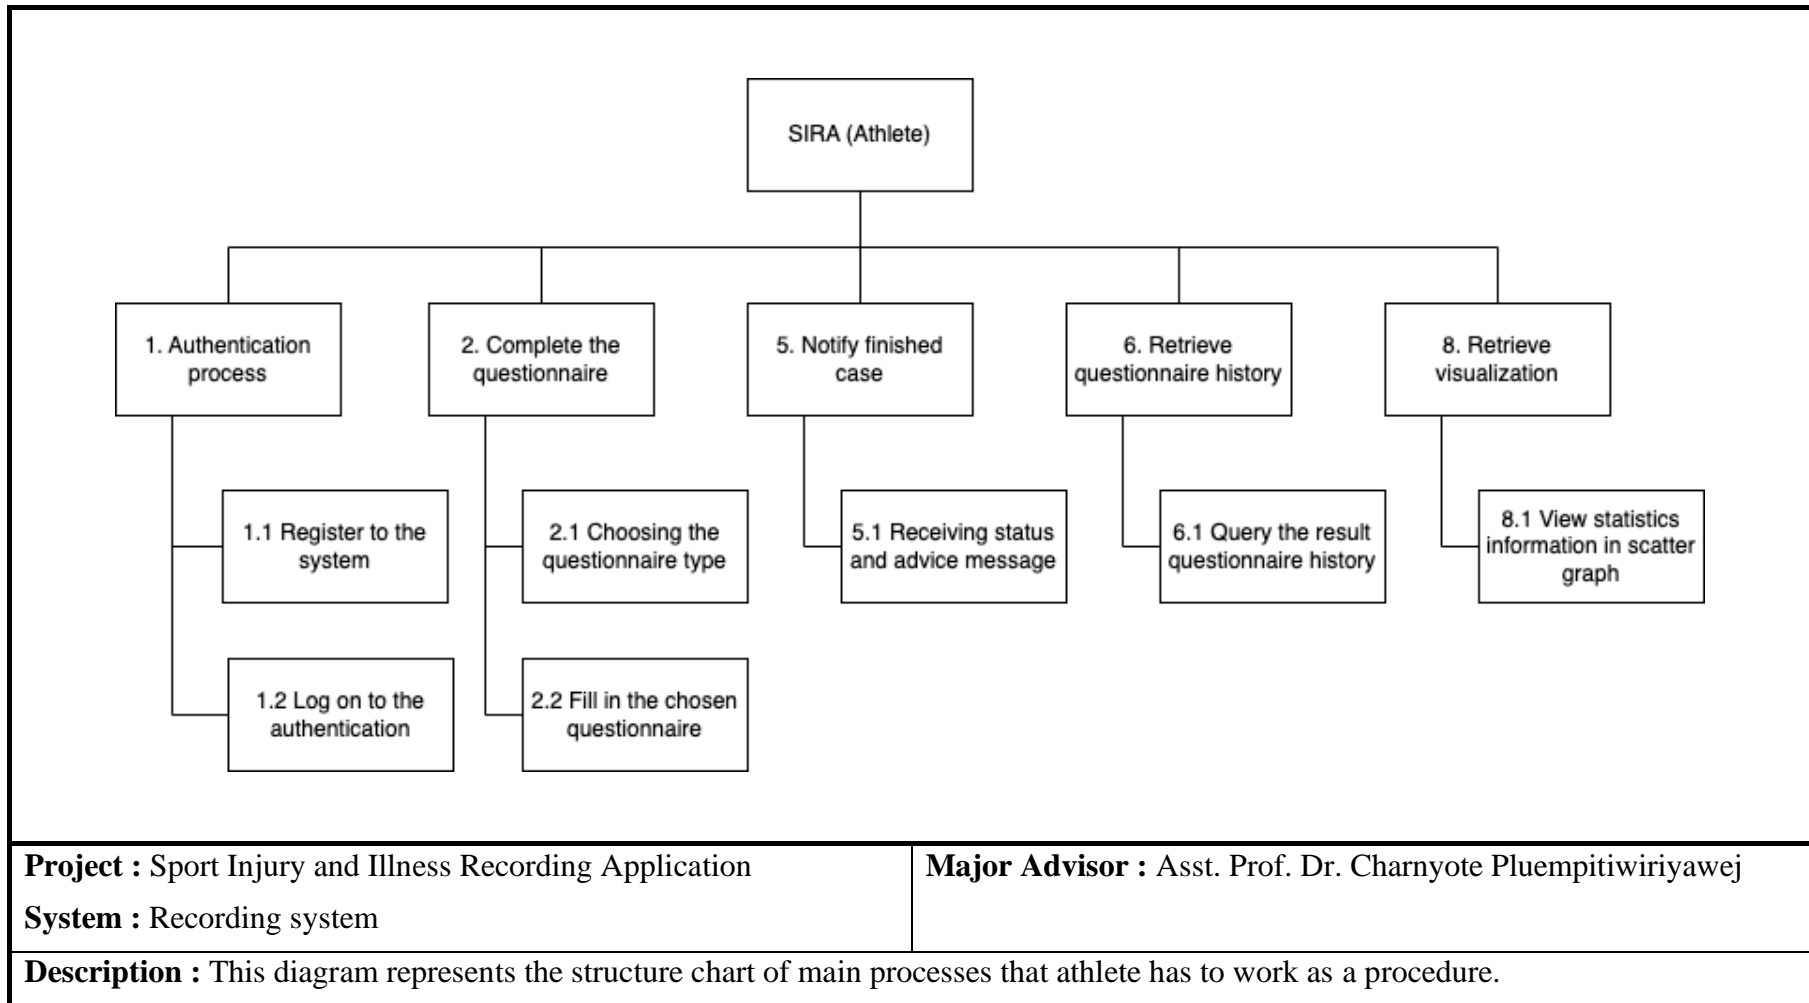 SIRA (Athlete)
1. Authentication
process
2. Complete the
questionnaire
5. Notify finished
case
6. Retrieve
questionnaire history
8. Retrieve
visualization
1.1 Register to the
system
2.1 Choosing the
questionnaire type
5.1 Receiving status
and advice message
6.1 Query the result
questionnaire history
8.1 View statistics
information in scatter
graph
1.2 Log on to the
authentication
2.2 Fill in the chosen
questionnaire
Project : Sport Injury and Illness Recording Application
System : Recording system
Major Advisor : Asst. Prof. Dr. Charnyote Pluempitiwiriyawej
Description : This diagram represents the structure chart of main processes that athlete has to work as a procedure.